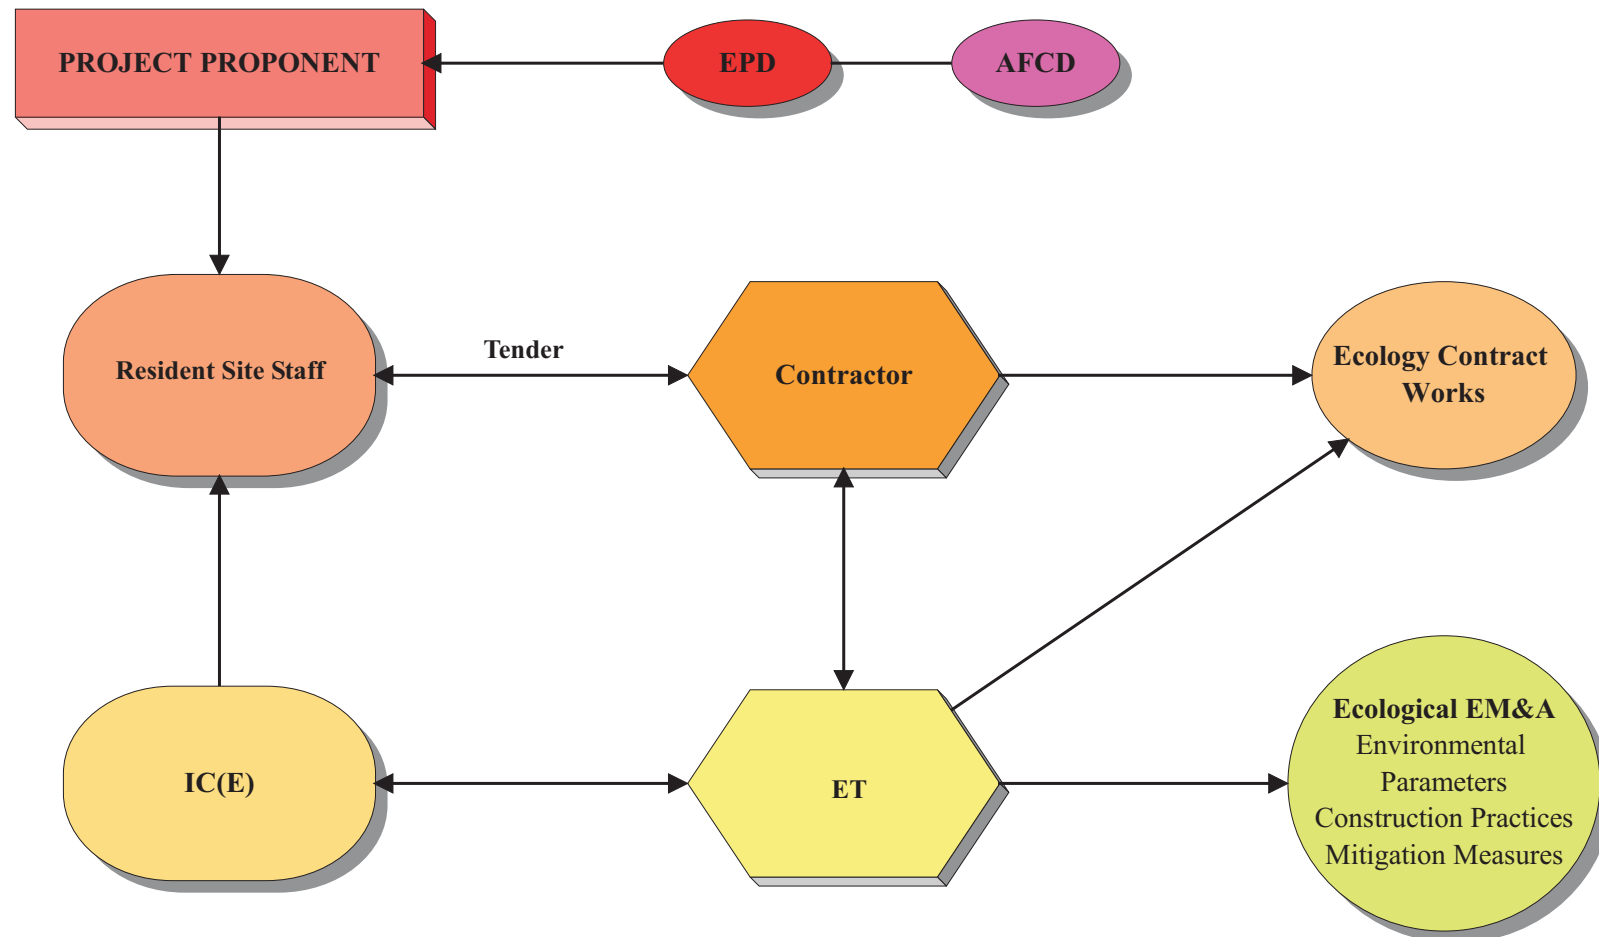 PROJECT PROPONENT
EPD
AFCD
Resident Site Staff
Tender
Contractor
Ecology Contract
Works
IC(E)
ET
Ecological EM&A
Environmental
Parameters
Construction Practices
Mitigation Measures